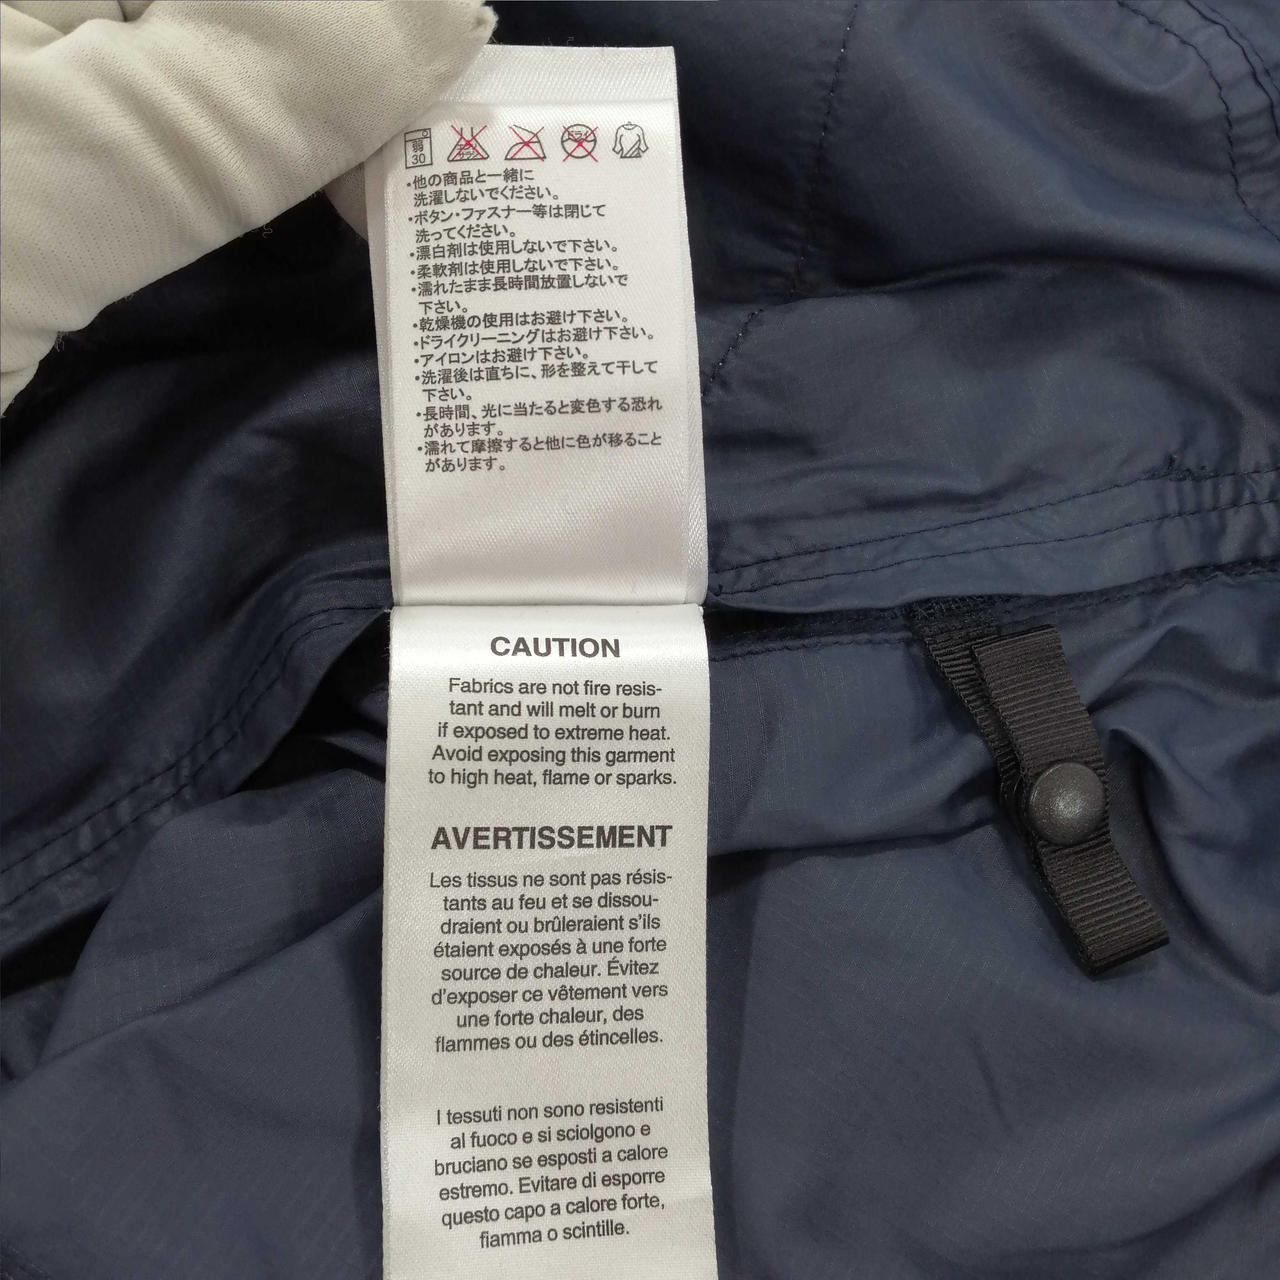 弱
30
エンソ
サラシ
ドライ
・他の商品と一緒に
洗濯しないでください。
・ボタン・ファスナー等は閉じて
洗ってください。
・漂白剤は使用しないで下さい。
・柔軟剤は使用しないで下さい。
・濡れたまま長時間放置しないで
下さい。
・乾燥機の使用はお避け下さい。
・ドライクリーニングはお避け下さい。
・アイロンはお避け下さい。
・洗濯後は直ちに、形を整えて干して
下さい。
・長時間、光に当たると変色する恐れ
があります。
・濡れて摩擦すると他に色が移ること
があります。
CAUTION
Fabrics are not fire resis-
tant and will melt or burn
if exposed to extreme heat.
Avoid exposing this garment
to high heat, flame or sparks.
AVERTISSEMENT
Les tissus ne sont pas résis-
tants au feu et se dissou-
draient ou brûleraient s'ils
étaient exposés à une forte
source de chaleur. Évitez
d'exposer ce vêtement vers
une forte chaleur, des
flammes ou des étincelles.
I tessuti non sono resistenti
al fuoco e si sciolgono e
bruciano se esposti a calore
estremo. Evitare di esporre
questo capo a calore forte,
fiamma o scintille.